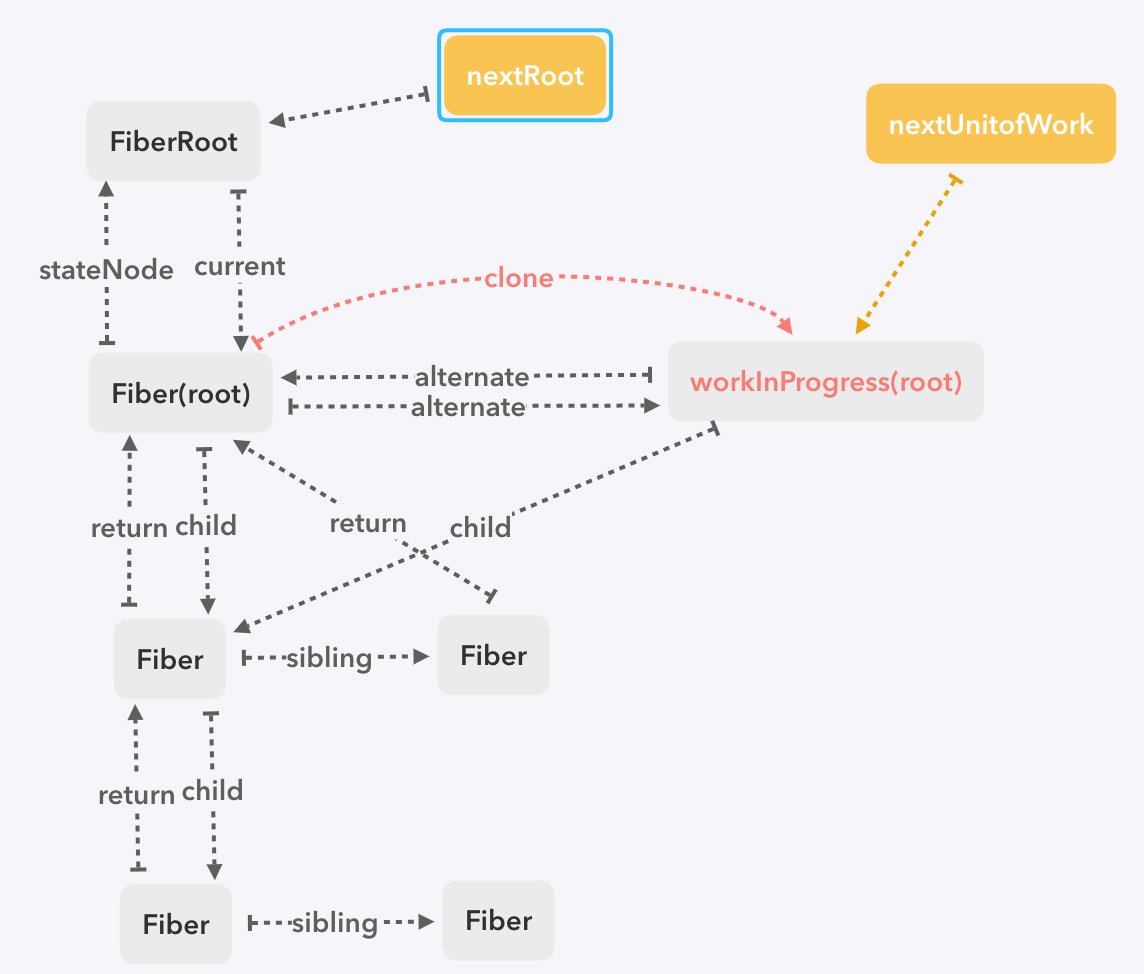 nextRoot
nextUnitofWork
FiberRoot
stateNode
current
clone
alternate
workInProgress(root)
Fiber(root)
alternate
return
child
return
child
Fiber
sibling
Fiber
return
child
Fiber
sibling
Fiber